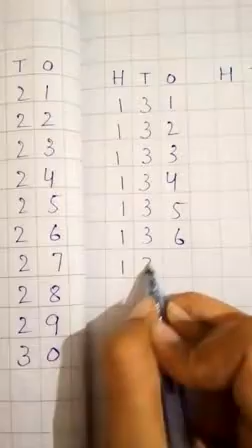 T O
2 1
2 2
2 3
2 4
2 5
2 6
2 7
2 8
2 9
3 0
H T O
1 3 1
1 3 2
1 3 3
1 3 4
1 3 5
1 3 6
1
H T